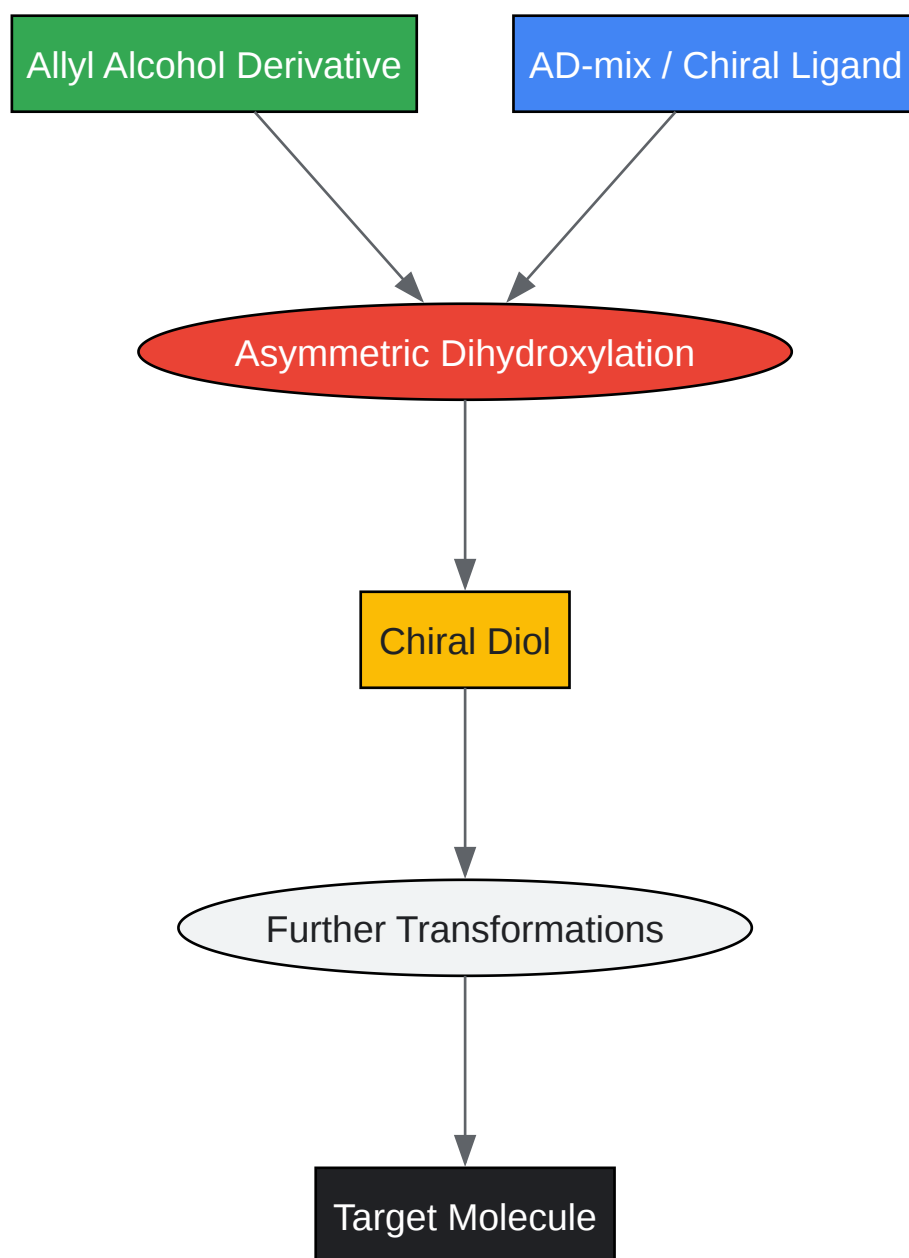 Allyl Alcohol Derivative
AD-mix / Chiral Ligand
Asymmetric Dihydroxylation
Chiral Diol
Further Transformations
Target Molecule